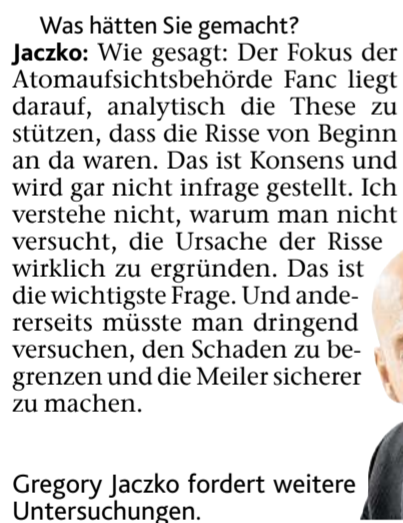 Was hätten Sie gemacht?
Jaczko: Wie gesagt: Der Fokus der
Atomaufsichtsbehörde Fanc liegt
darauf, analytisch die These zu
stützen, dass die Risse von Beginn
an da waren. Das ist Konsens und
wird gar nicht infrage gestellt. Ich
verstehe nicht, warum man nicht
versucht, die Ursache der Risse
wirklich zu ergründen. Das ist
die wichtigste Frage. Und ande-
rerseits müsste man dringend
versuchen, den Schaden zu be-
grenzen und die Meiler sicherer
zu machen.
Gregory Jaczko fordert weitere
Untersuchungen.